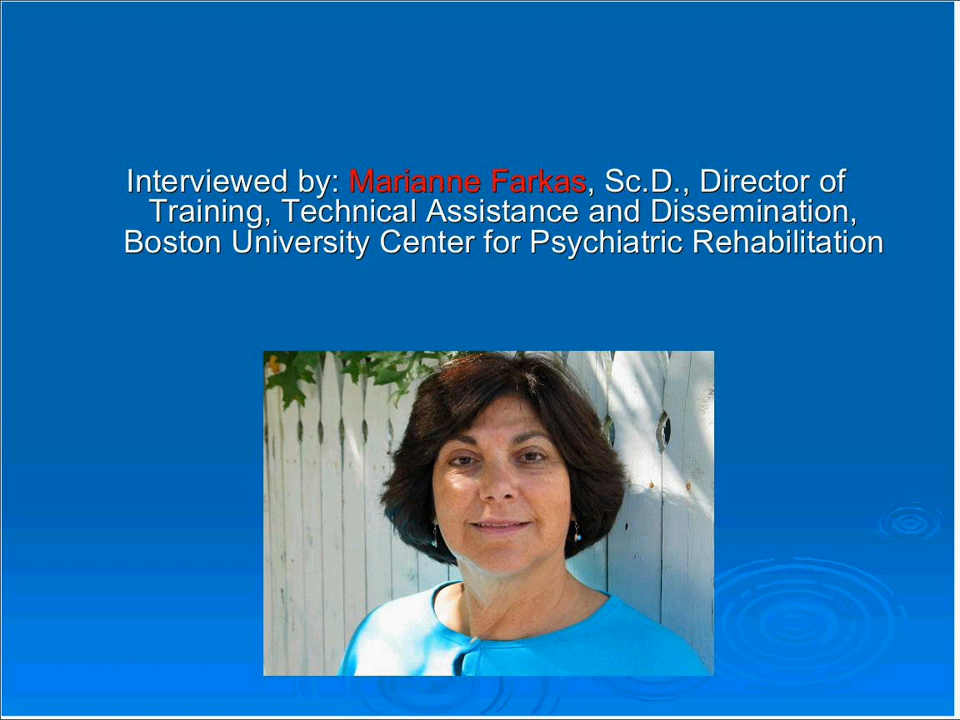 Interviewed by: Marianne Farkas, Sc.D., Director of
Training, Technical Assistance and Dissemination,
Boston University Center for Psychiatric Rehabilitation